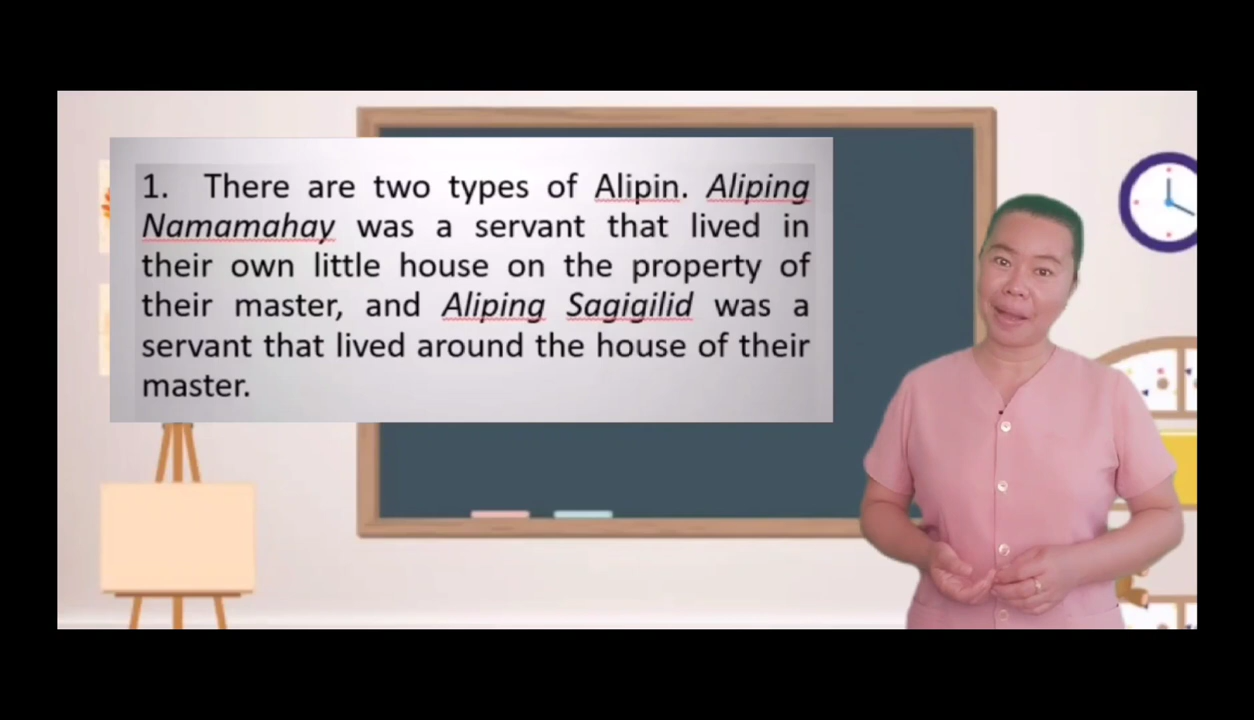 1. There are two types of Alipin. Aliping
Namamahay was a servant that lived in
their own little house on the property of
their master, and Aliping Sagigilid was a
servant that lived around the house of their
master.